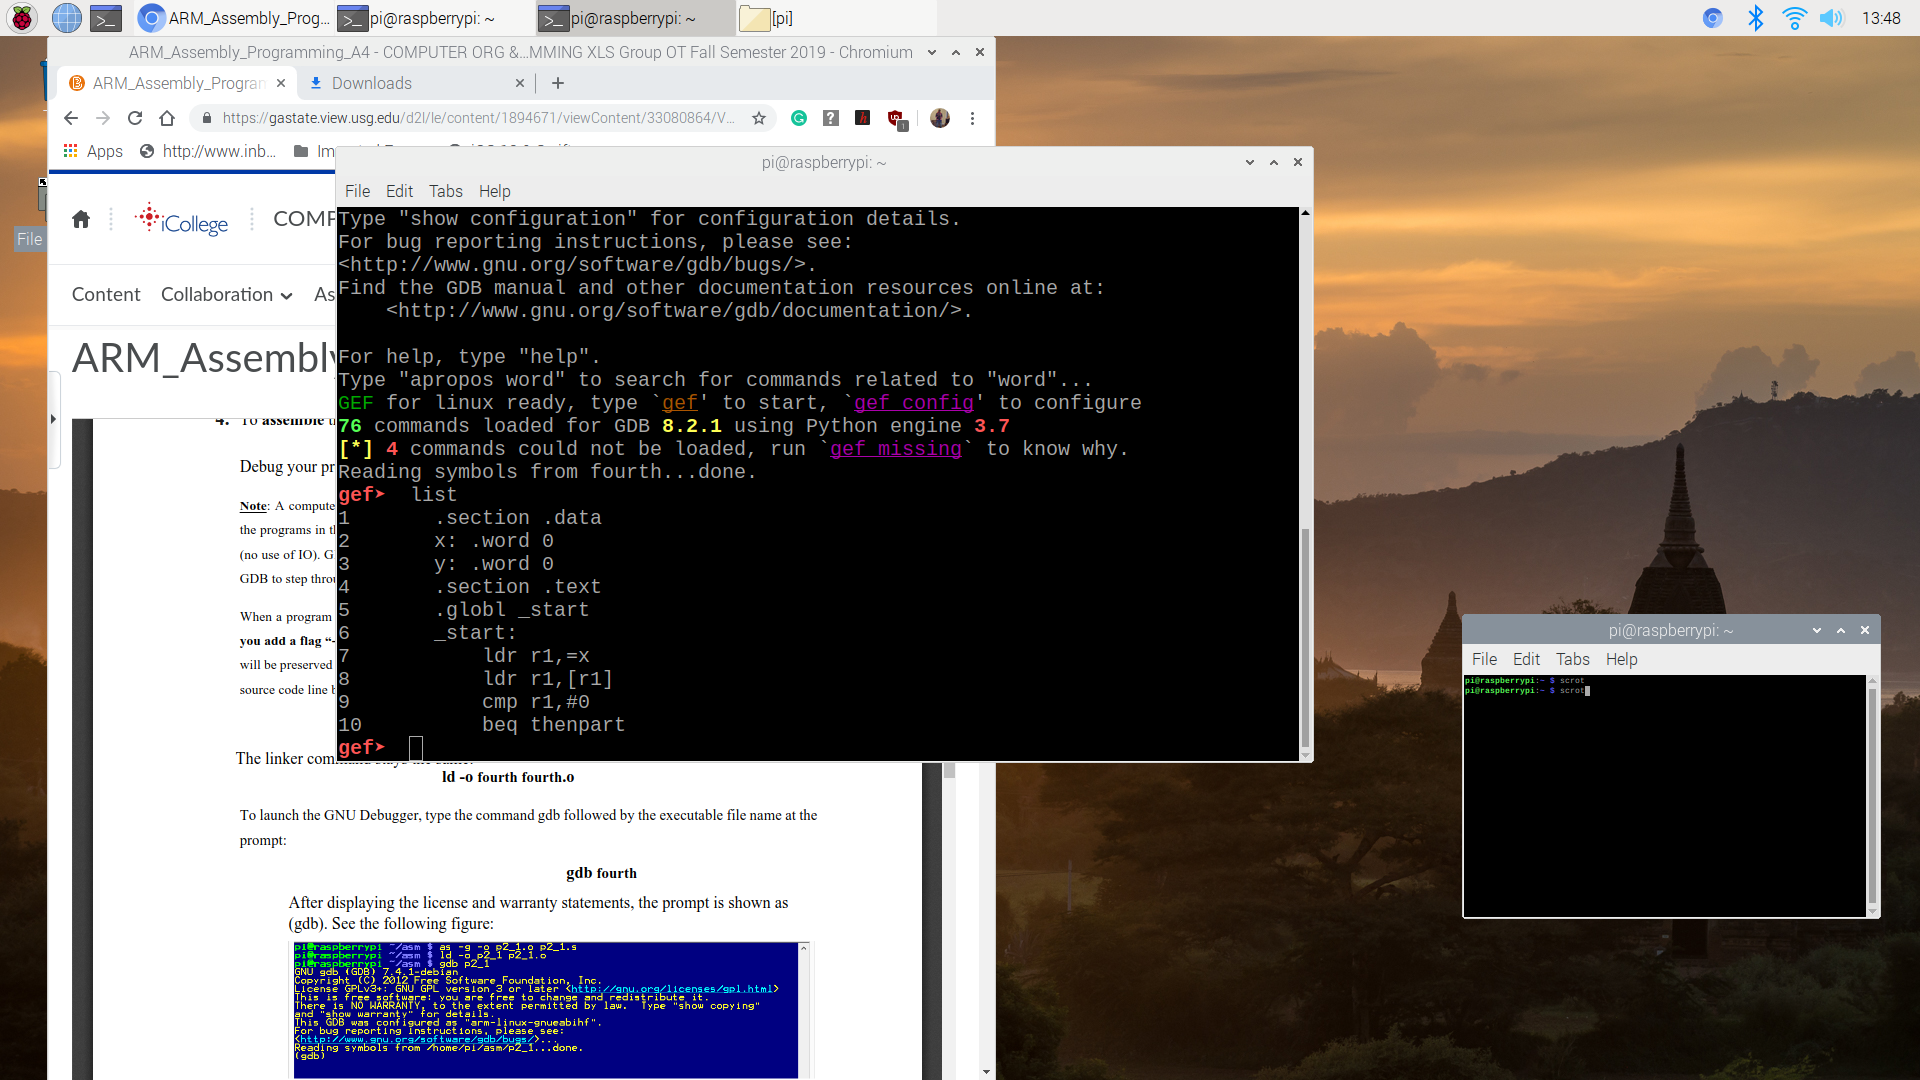 ARM_Assembly_Prog...
pi@raspberrypi: ~
pi@raspberrypi: ~
[pi]
13:48
ARM_Assembly_Programming_A4 - COMPUTER ORG &...MMING XLS Group OT Fall Semester 2019 - Chromium
ARM_Assembly_Program
Downloads
https://gastate.view.usg.edu/d2l/le/content/1894671/viewContent/33080864/V...
Apps
http://www.inb...
File
iCollege
COMP
Content
Collaboration
As
ARM_Assembly
4. To assemble t
Debug your pr
Note: A compute
the programs in th
(no use of IO). G
GDB to step throu
When a program
you add a flag “-
will be preserved
source code line b
The linker command stays the same:
ld -o fourth fourth.o
To launch the GNU Debugger, type the command gdb followed by the executable file name at the
prompt:
gdb fourth
After displaying the license and warranty statements, the prompt is shown as
(gdb). See the following figure:
pi@raspberrypi ~/asm $ as -g -o p2_1.o p2_1.s
pi@raspberrypi ~/asm $ ld -o p2_1 p2_1.o
pi@raspberrypi ~/asm $ gdb p2_1
GNU gdb (GDB) 7.4.1-debian
Copyright (C) 2012 Free Software Foundation, Inc.
License GPLv3+: GNU GPL version 3 or later <http://gnu.org/licenses/gpl.html>
This is free software: you are free to change and redistribute it.
There is NO WARRANTY, to the extent permitted by law.  Type "show copying"
and "show warranty" for details.
This GDB was configured as "arm-linux-gnueabihf".
For bug reporting instructions, please see:
<http://www.gnu.org/software/gdb/bugs/>...
Reading symbols from /home/pi/asm/p2_1...done.
(gdb)
pi@raspberrypi: ~
File Edit Tabs Help
Type "show configuration" for configuration details.
For bug reporting instructions, please see:
<http://www.gnu.org/software/gdb/bugs/>.
Find the GDB manual and other documentation resources online at:
    <http://www.gnu.org/software/gdb/documentation/>.
For help, type "help".
Type "apropos word" to search for commands related to "word"...
GEF for linux ready, type `gef' to start, `gef config' to configure
76 commands loaded for GDB 8.2.1 using Python engine 3.7
[*] 4 commands could not be loaded, run `gef missing` to know why.
Reading symbols from fourth...done.
gef➤  list
1       .section .data
2       x: .word 0
3       y: .word 0
4       .section .text
5       .globl _start
6       _start:
7           ldr r1,=x
8           ldr r1,[r1]
9           cmp r1,#0
10          beq thenpart
gef➤
pi@raspberrypi: ~
File Edit Tabs Help
pi@raspberrypi:~ $ scrot
pi@raspberrypi:~ $ scrot